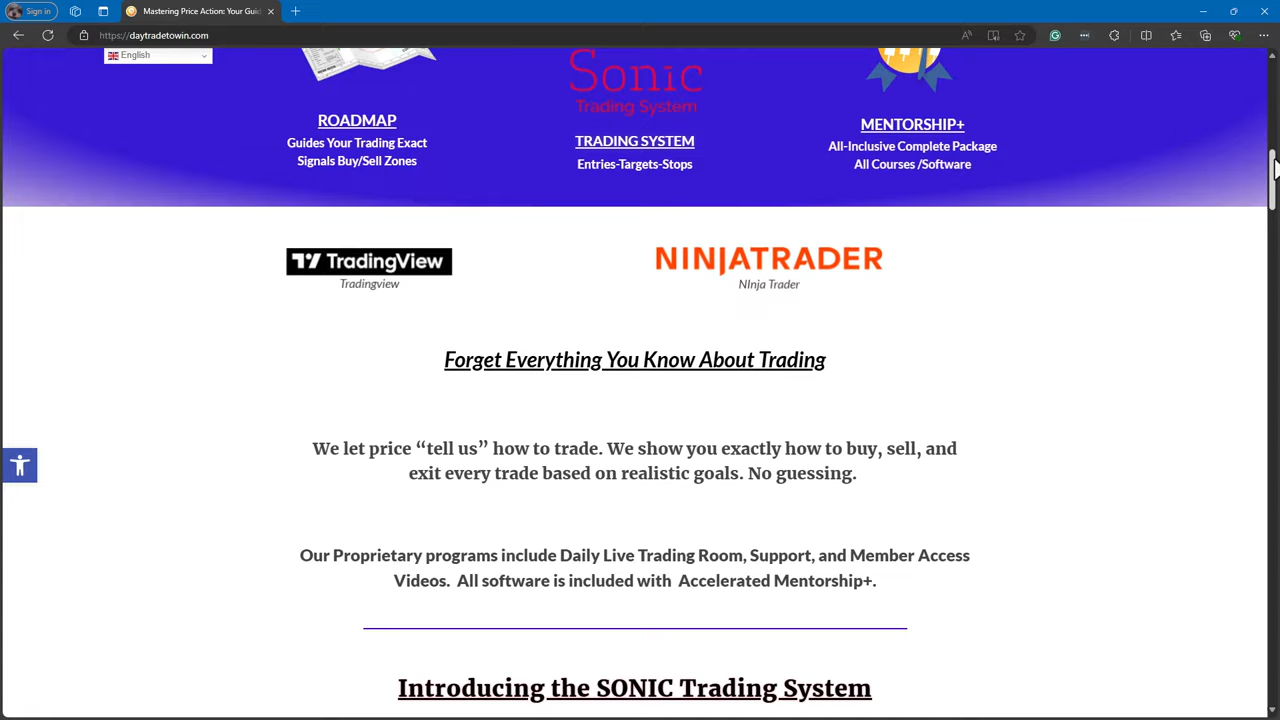 Sign in
Mastering Price Action: Your Guid
https://daytradetowin.com
English
Sonic
Trading System
ROADMAP
Guides Your Trading Exact
Signals Buy/Sell Zones
TRADING SYSTEM
Entries-Targets-Stops
MENTORSHIP+
All-Inclusive Complete Package
All Courses /Software
TradingView
Tradingview
NINJATRADER
NInja Trader
Forget Everything You Know About Trading
We let price “tell us” how to trade. We show you exactly how to buy, sell, and
exit every trade based on realistic goals. No guessing.
Our Proprietary programs include Daily Live Trading Room, Support, and Member Access
Videos.  All software is included with  Accelerated Mentorship+.
Introducing the SONIC Trading System